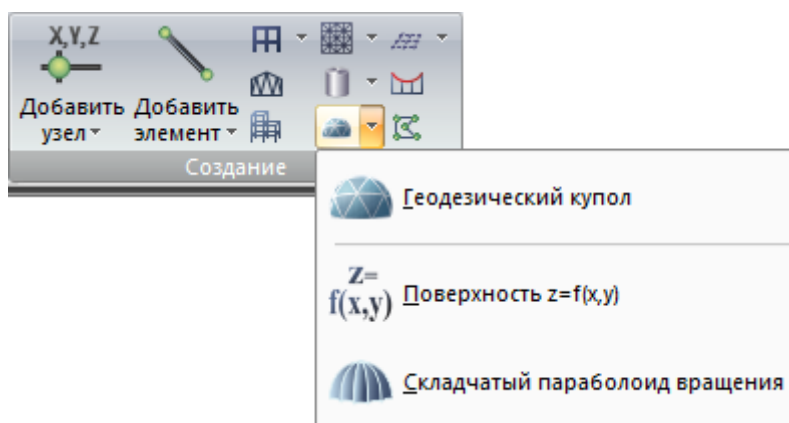 X,Y,Z
Добавить Добавить
узел элемент
Создание
Геодезический купол
z=
f(x,y) Поверхность z=f(x,y)
Складчатый параболоид вращения